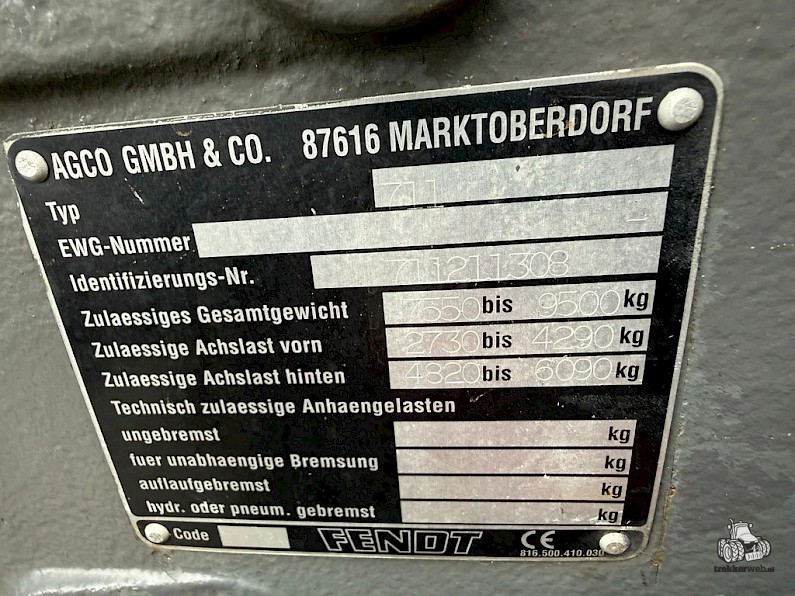 AGCO GMBH & CO. 87616 MARKTOBERDORF
Typ 711
EWG-Nummer -
Identifizierungs-Nr. 711211308
Zulaessiges Gesamtgewicht 7550 bis 9500 kg
Zulaessige Achslast vorn 2730 bis 4290 kg
Zulaessige Achslast hinten 4820 bis 6090 kg
Technisch zulaessige Anhaengelasten
ungebremst kg
fuer unabhaengige Bremsung kg
auflaufgebremst kg
hydr. oder pneum. gebremst kg
Code FENDT CE
816.500.410.030
trekkerweb.nl